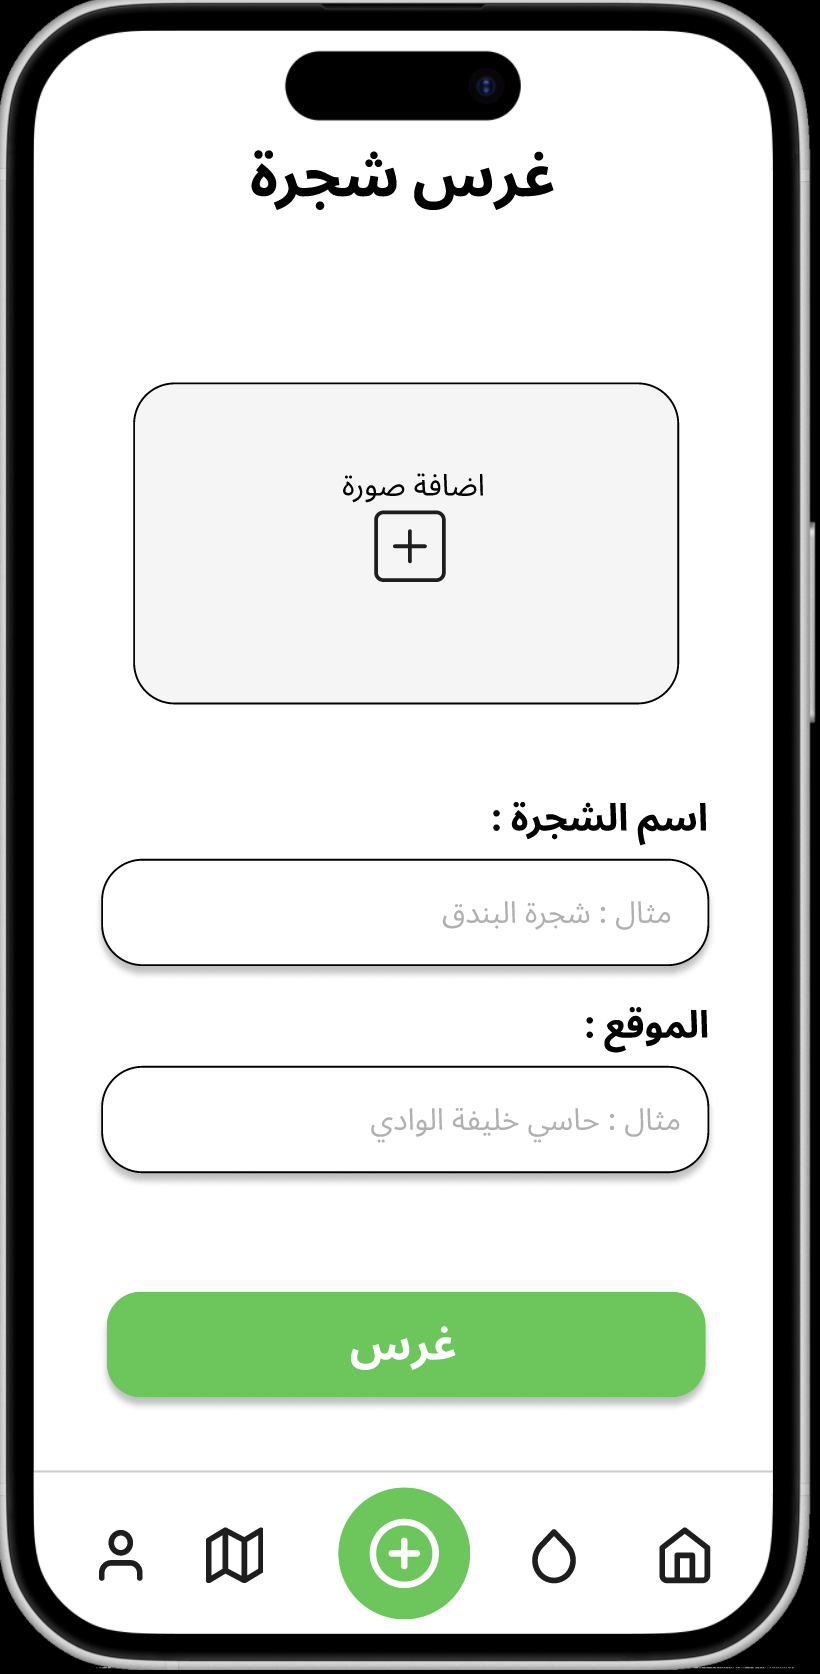 غرس شجرة
اضافة صورة
اسم الشجرة :
مثال : شجرة البندق
الموقع :
مثال : حاسي خليفة الوادي
غرس